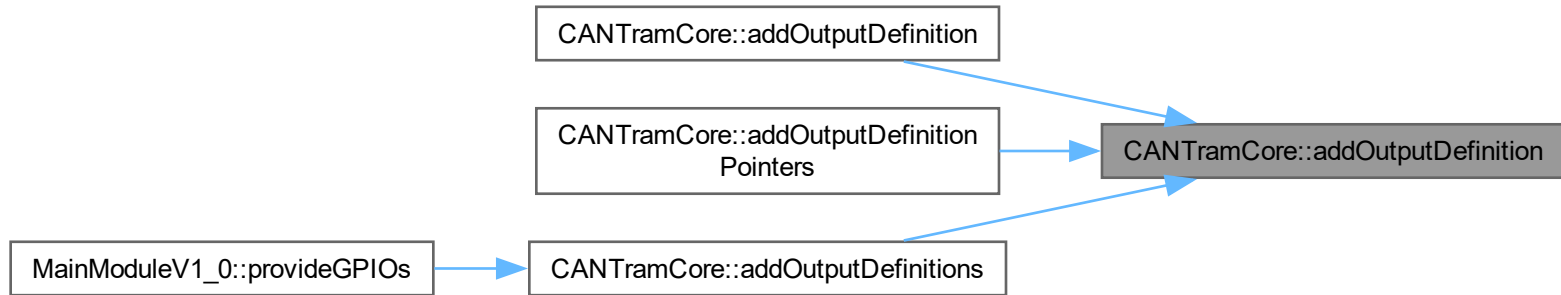 CANTramCore::addOutputDefinition
CANTramCore::addOutputDefinition
Pointers
CANTramCore::addOutputDefinition
MainModuleV1_0::provideGPIOs
CANTramCore::addOutputDefinitions